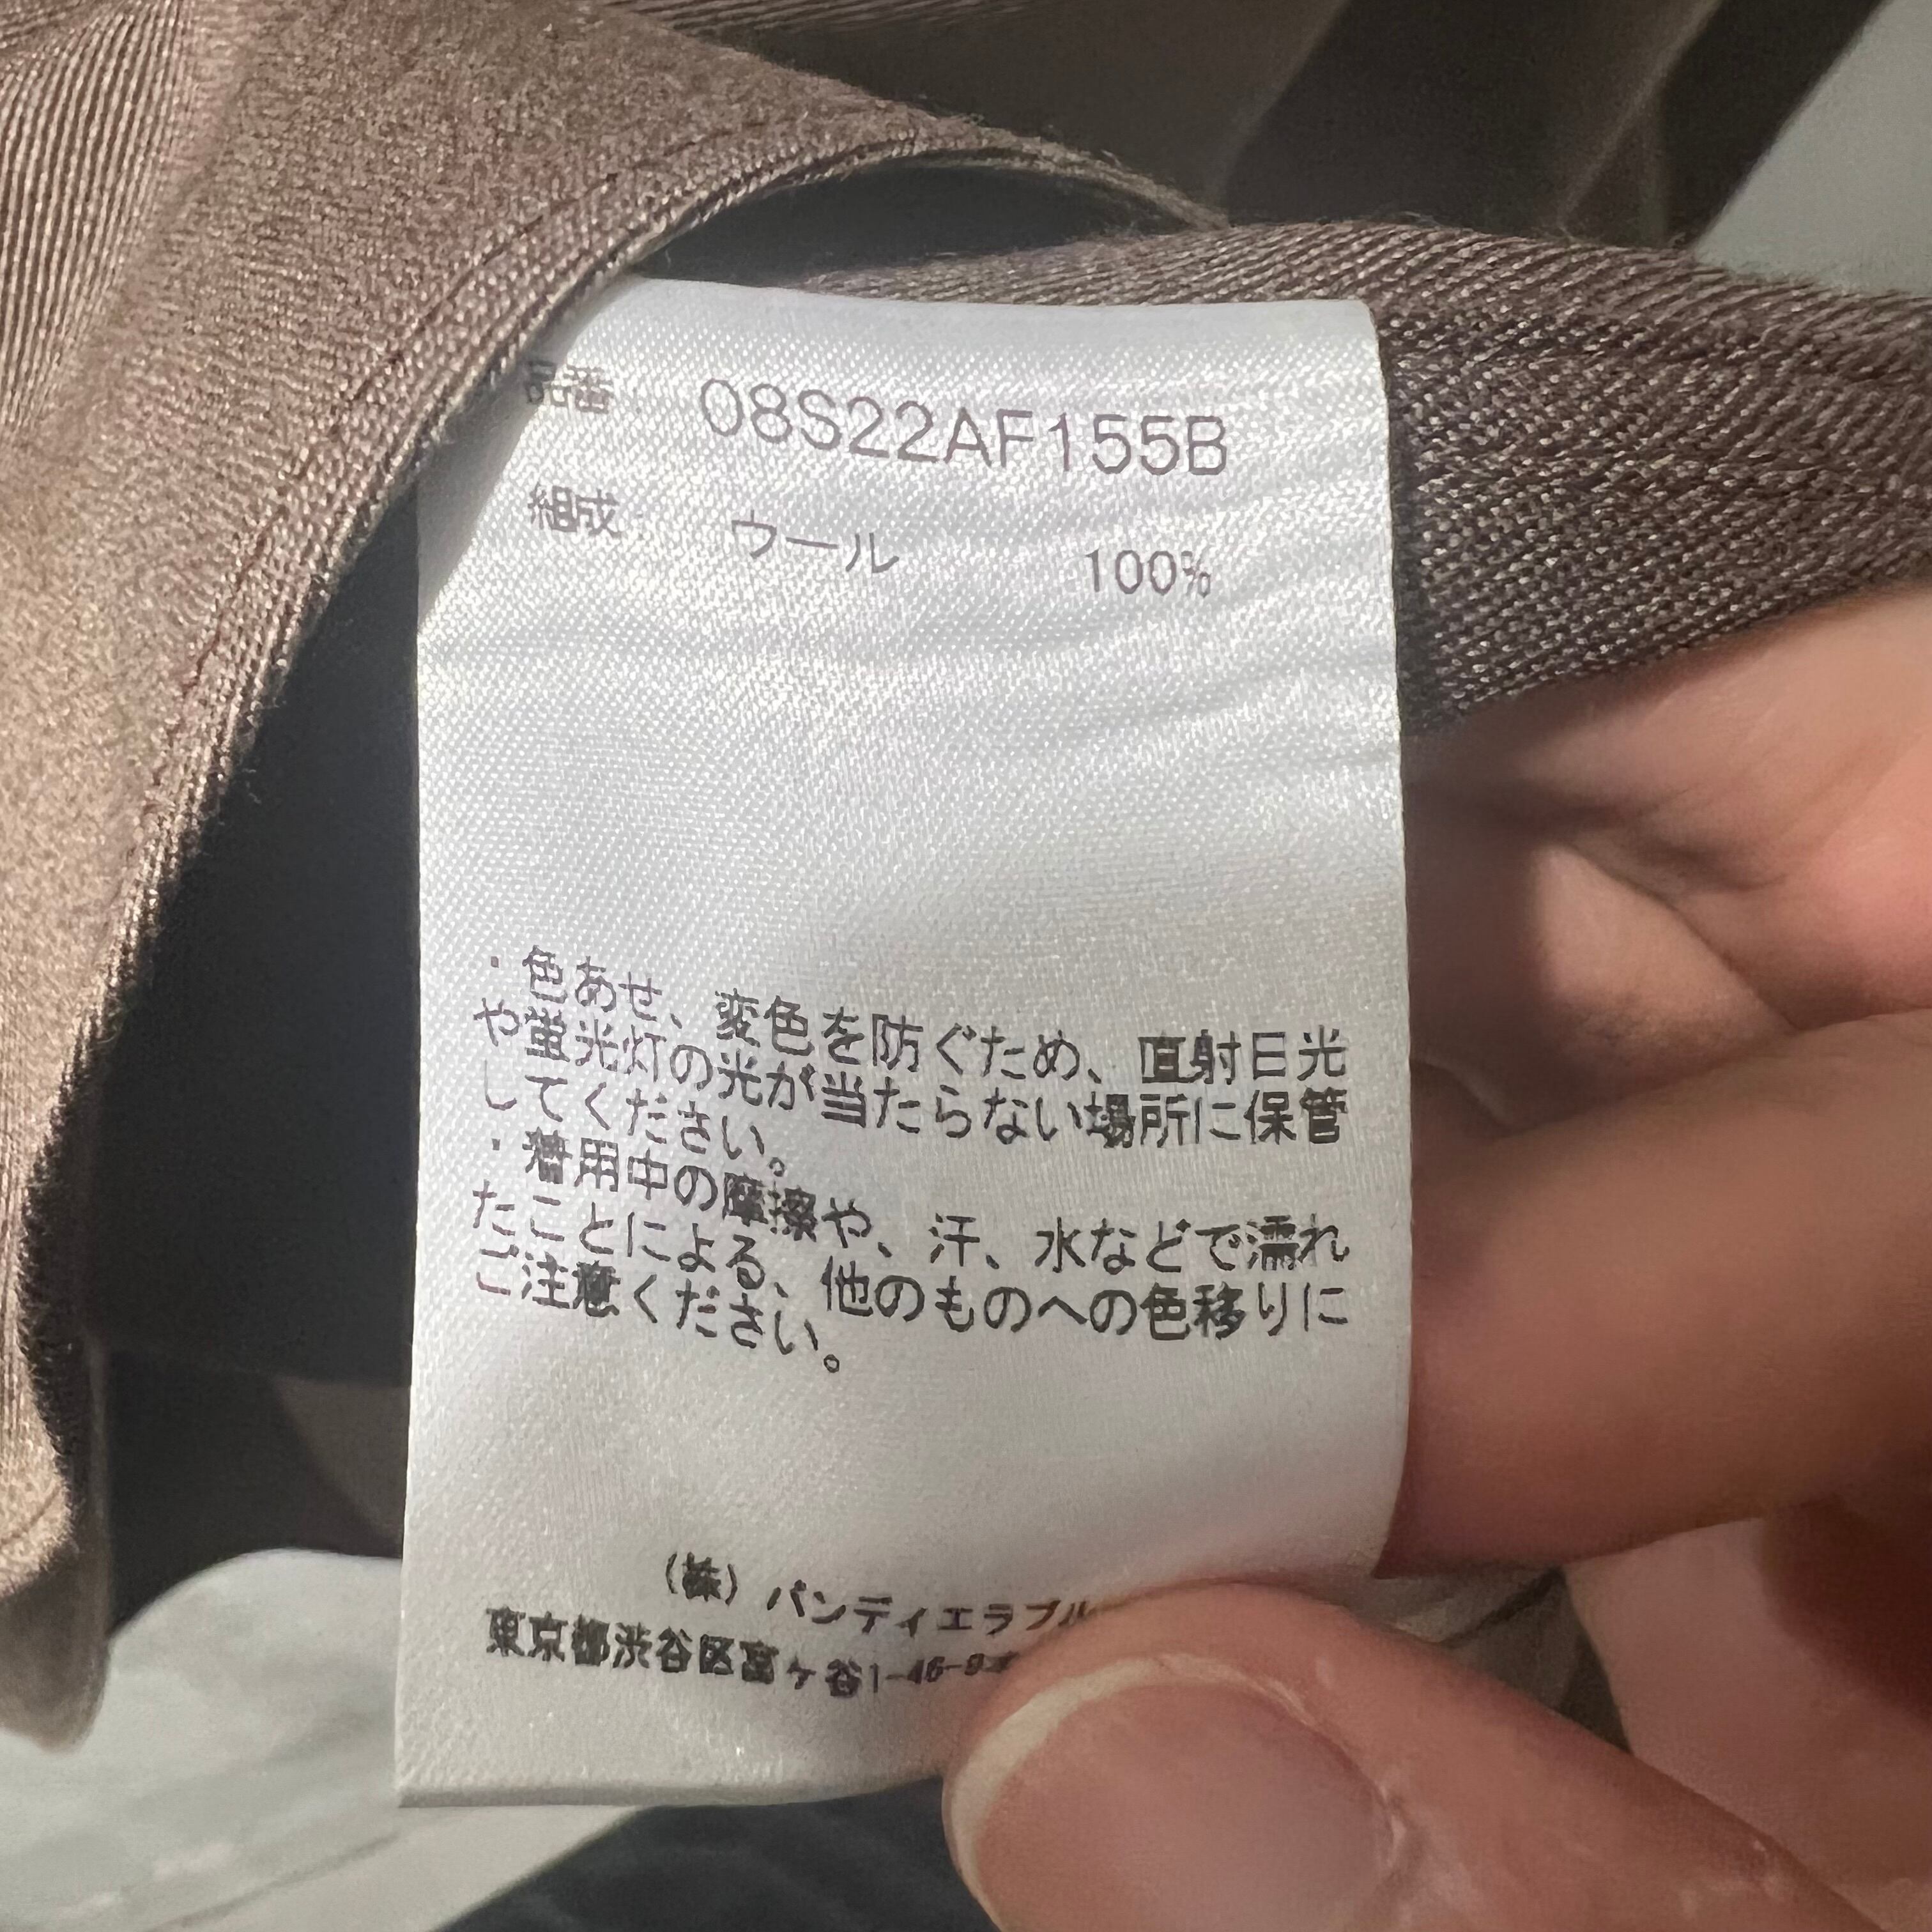 品番: 08S22AF155B
組成: ウール 100%
・色あせ、変色を防ぐため、直射日光
や蛍光灯の光が当たらない場所に保管
してください。
・着用中の摩擦や、汗、水などで濡れ
たことによる、他のものへの色移りに
ご注意ください。
(株) バンディエラブル
東京都渋谷区富ヶ谷1-46-9